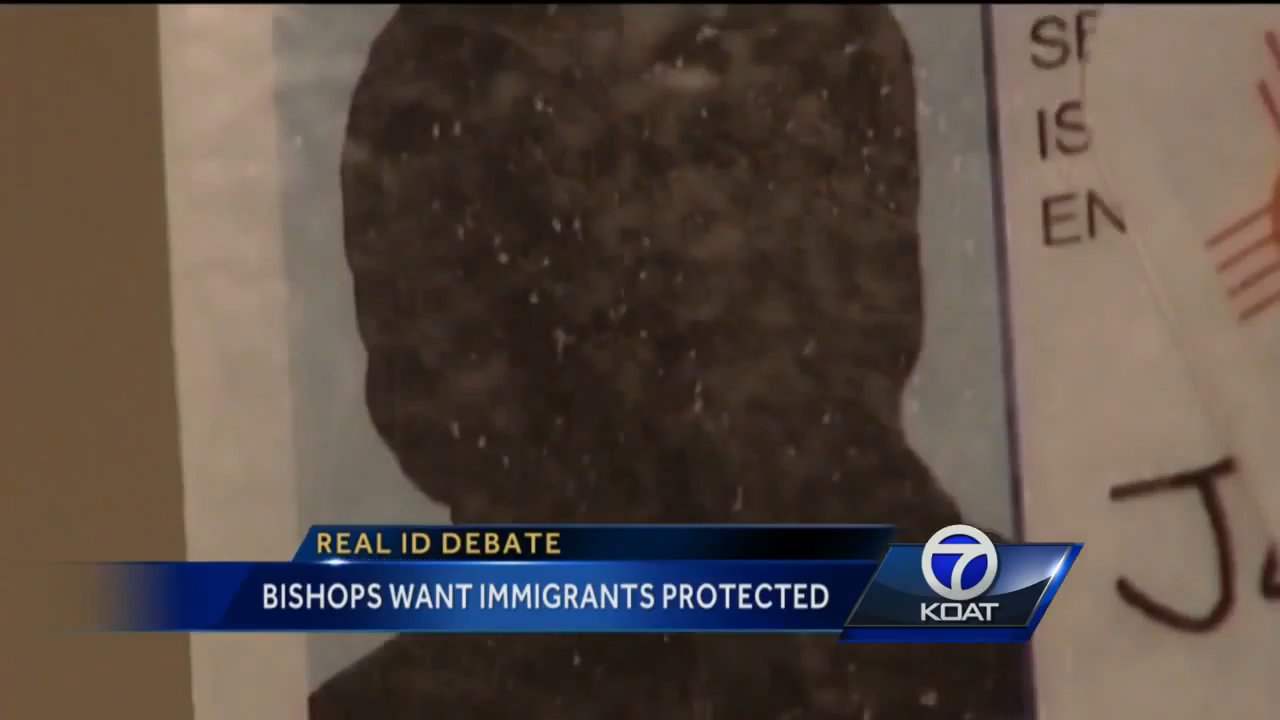 IS
EN
REAL ID DEBATE
BISHOPS WANT IMMIGRANTS PROTECTED
7
KOAT